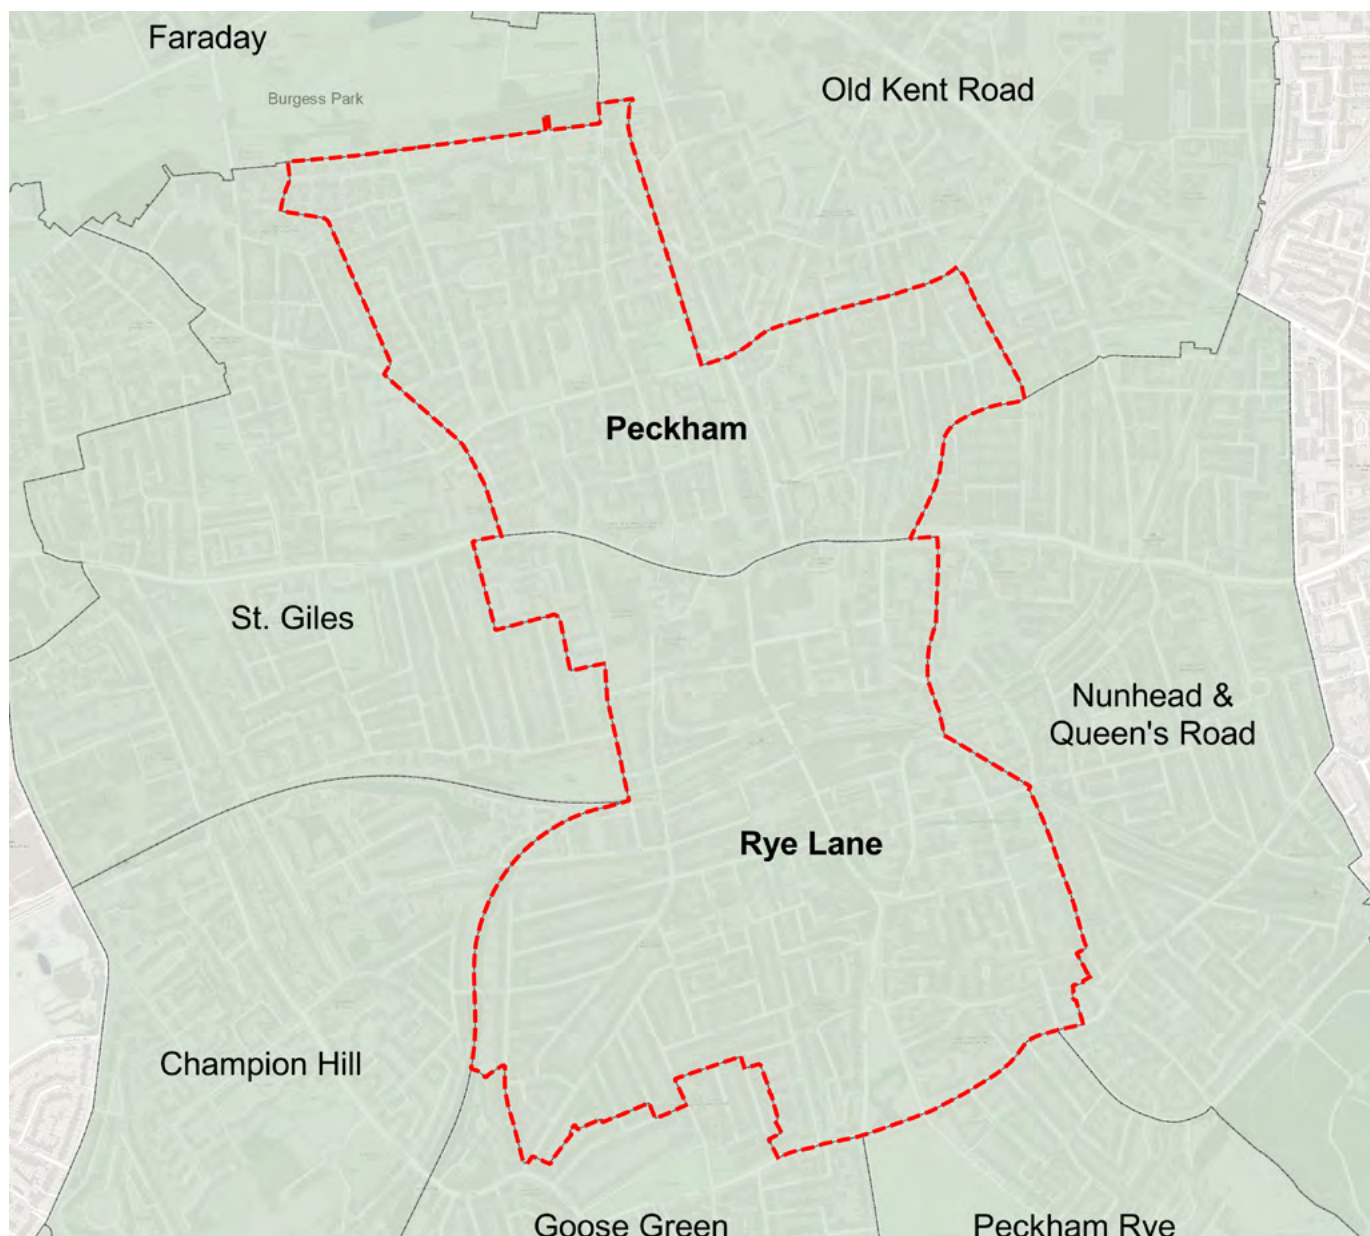 Faraday
Old Kent Road
Burgess Park
Peckham
St. Giles
Nunhead &
Queen's Road
Rye Lane
Champion Hill
Goose Green
Peckham Rye